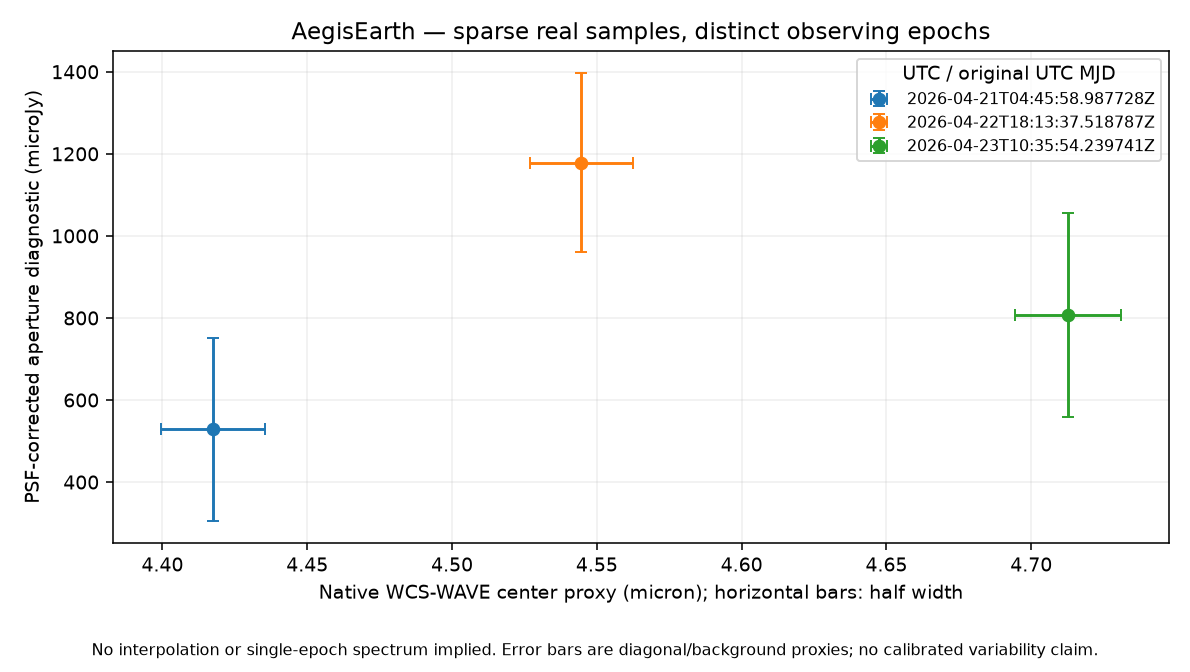 AegisEarth — sparse real samples, distinct observing epochs
PSF-corrected aperture diagnostic (microJy)
1400
1200
1000
800
600
400
UTC / original UTC MJD
2026-04-21T04:45:58.987728Z
2026-04-22T18:13:37.518787Z
2026-04-23T10:35:54.239741Z
4.40 4.45 4.50 4.55 4.60 4.65 4.70
Native WCS-WAVE center proxy (micron); horizontal bars: half width
No interpolation or single-epoch spectrum implied. Error bars are diagonal/background proxies; no calibrated variability claim.